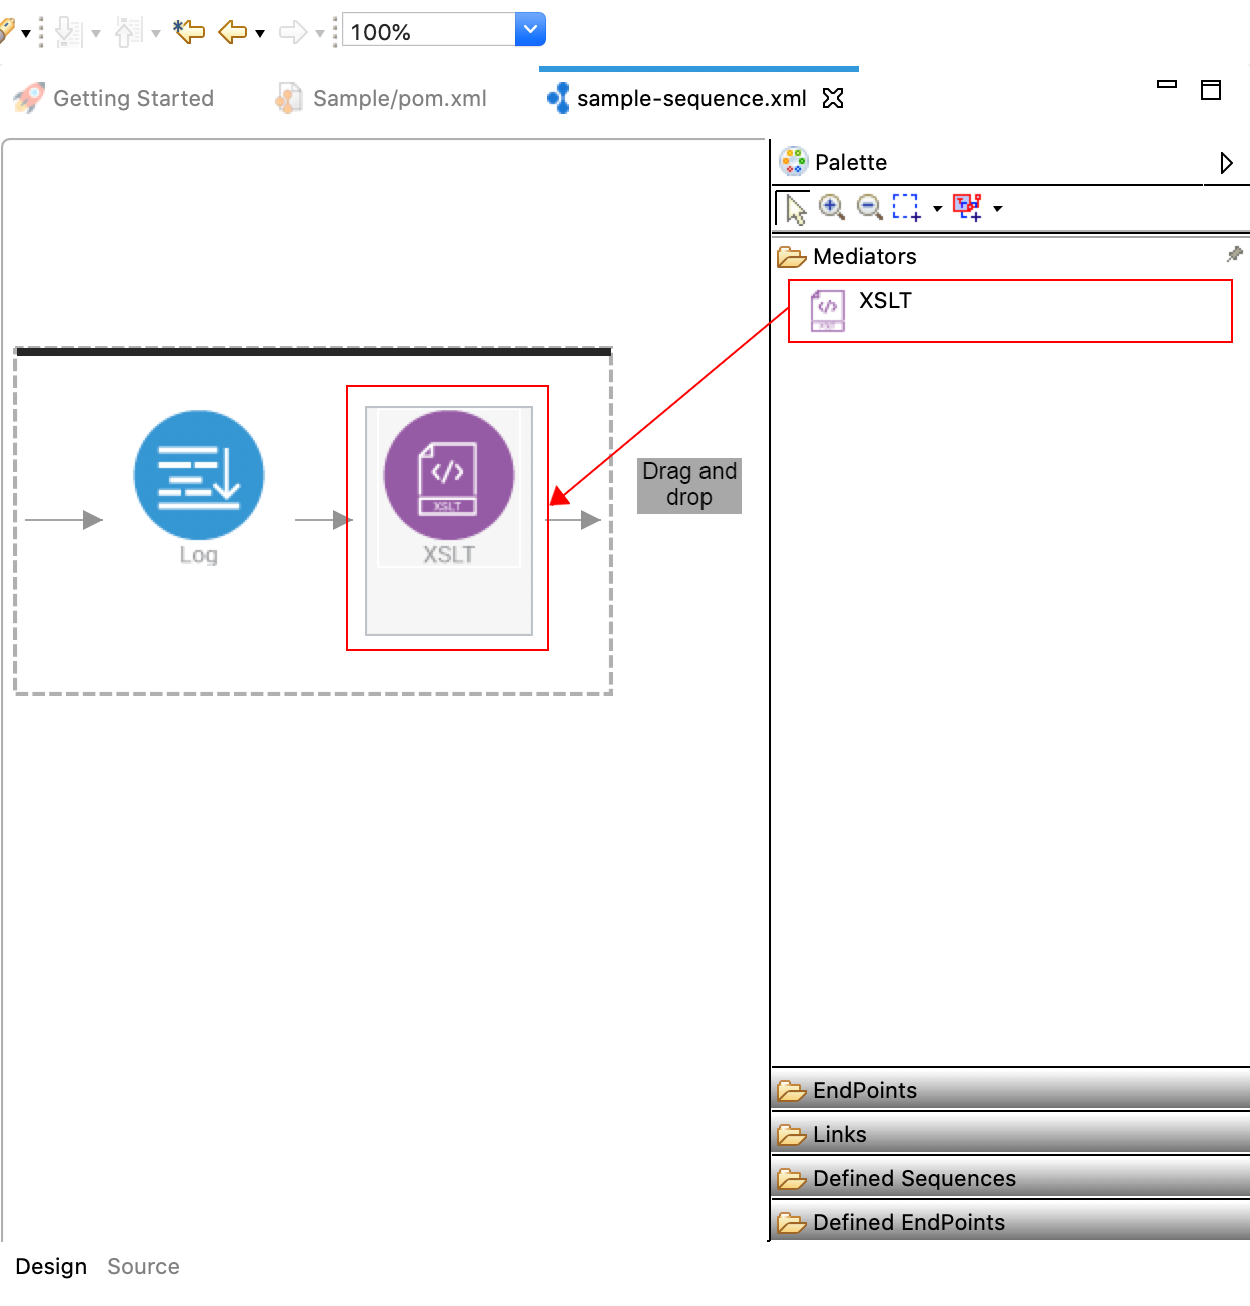 100%
Getting Started
Sample/pom.xml
sample-sequence.xml
Palette
Mediators
XSLT
XSLT
Drag and
drop
XSLT
Log
XSLT
EndPoints
Links
Defined Sequences
Defined EndPoints
Design
Source